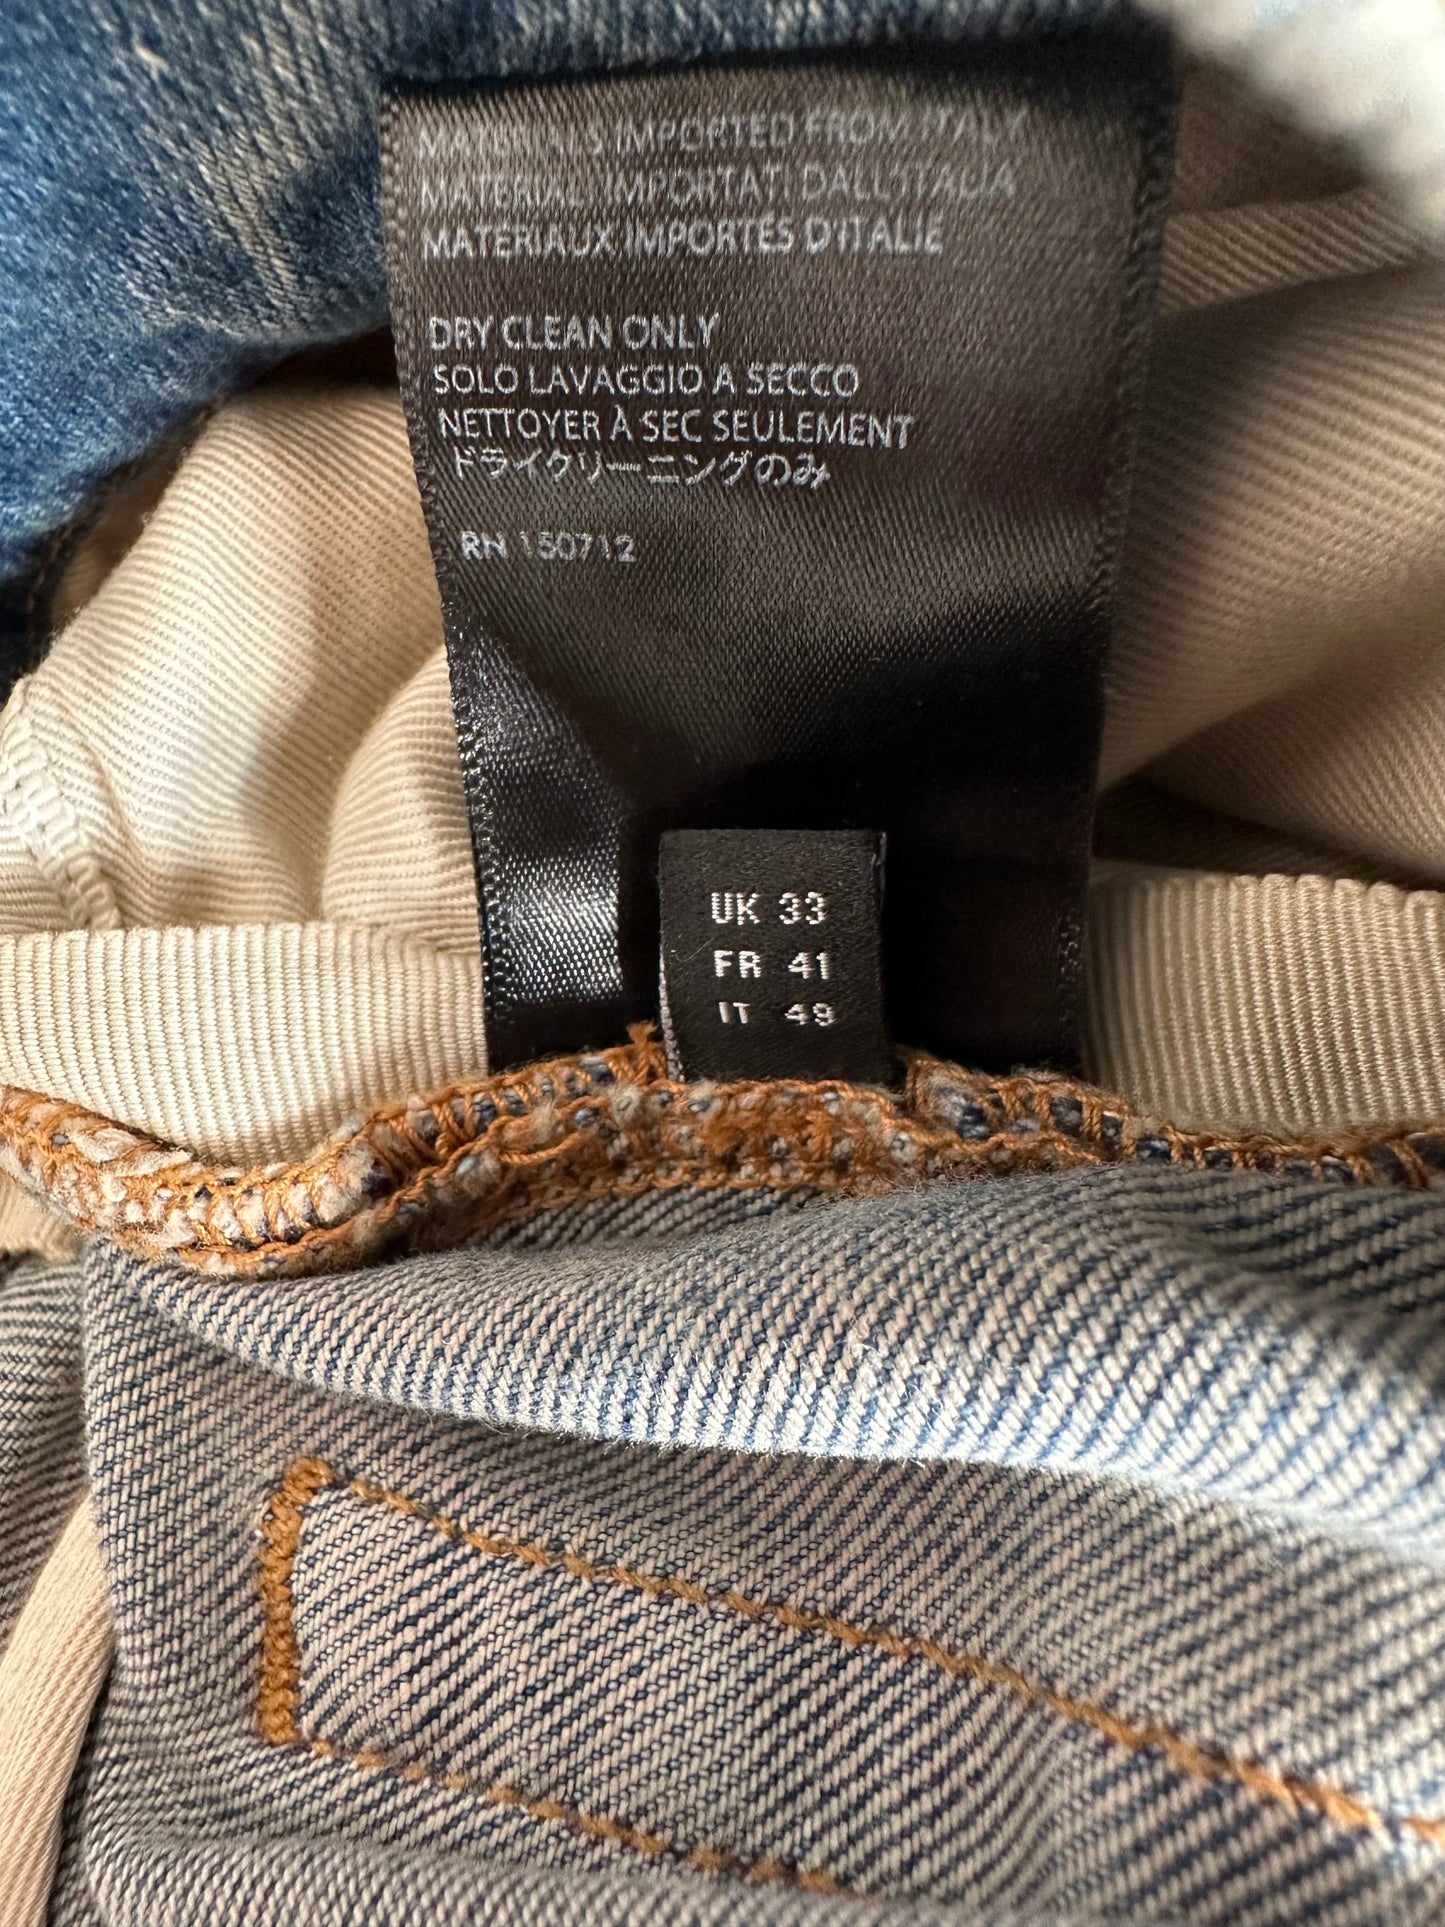 MATERIALS IMPORTED FROM ITALY
MATERIAL IMPORTATI DALL'ITALIA
MATERIAUX IMPORTÉS D'ITALIE
DRY CLEAN ONLY
SOLO LAVAGGIO A SECCO
NETTOYER À SEC SEULEMENT
ドライクリーニングのみ
RN 150712
UK 33
FR 41
IT 49